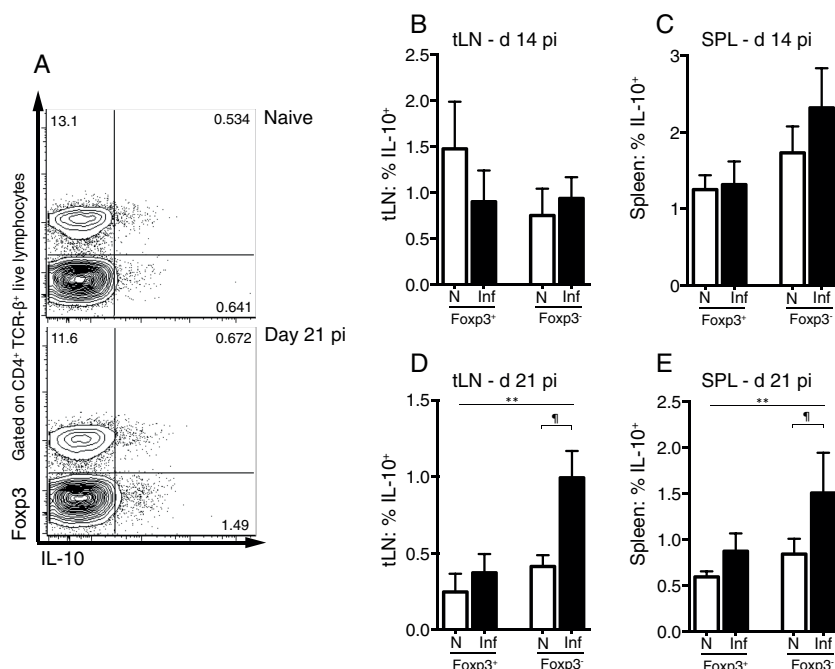 A
Gated on CD4⁺ TCR-β⁺ live lymphocytes
Foxp3
13.1
0.534
Naive
0.641
11.6
0.672
Day 21 pi
1.49
IL-10
B
tLN - d 14 pi
tLN: % IL-10⁺
2.5
2.0
1.5
1.0
0.5
0.0
N Inf N Inf
Foxp3⁺ Foxp3⁻
C
SPL - d 14 pi
Spleen: % IL-10⁺
3
2
1
0
N Inf N Inf
Foxp3⁺ Foxp3⁻
D
tLN - d 21 pi
tLN: % IL-10⁺
**
¶
1.5
1.0
0.5
0.0
N Inf N Inf
Foxp3⁺ Foxp3⁻
E
SPL - d 21 pi
Spleen: % IL-10⁺
**
¶
2.5
2.0
1.5
1.0
0.5
0.0
N Inf N Inf
Foxp3⁺ Foxp3⁻